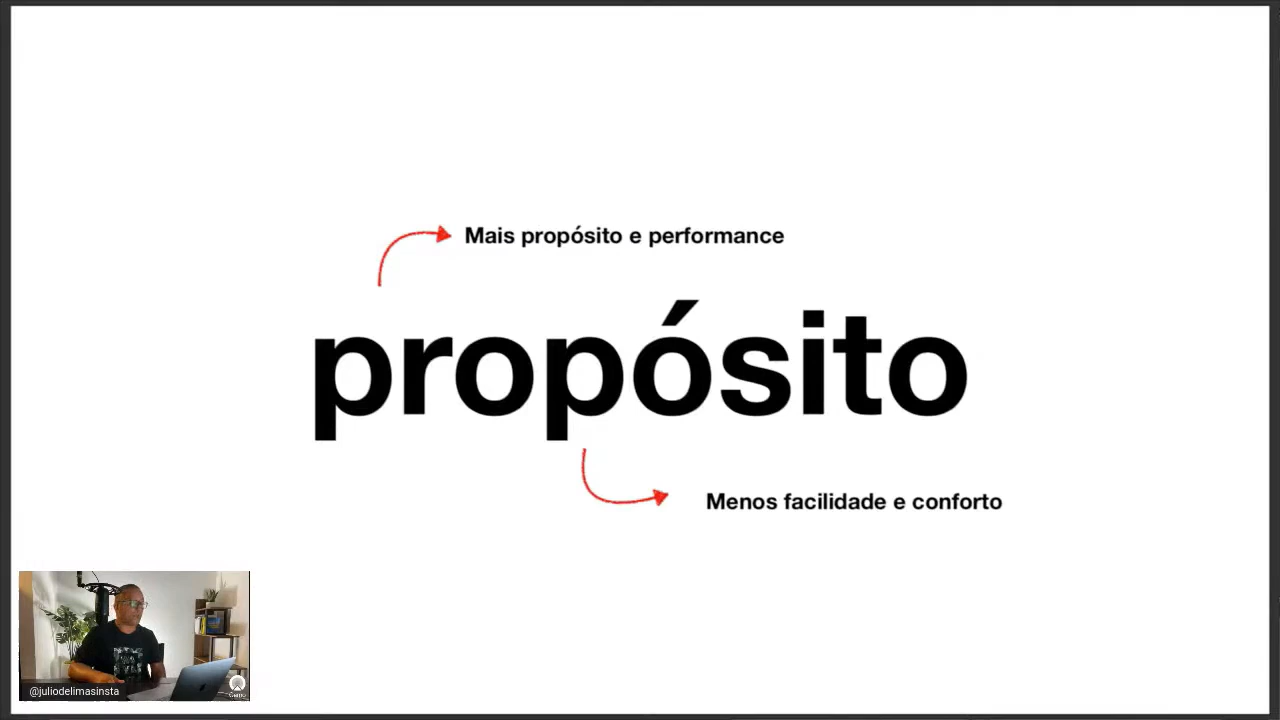 Mais propósito e performance
propósito
Menos facilidade e conforto
@juliodelimasinsta